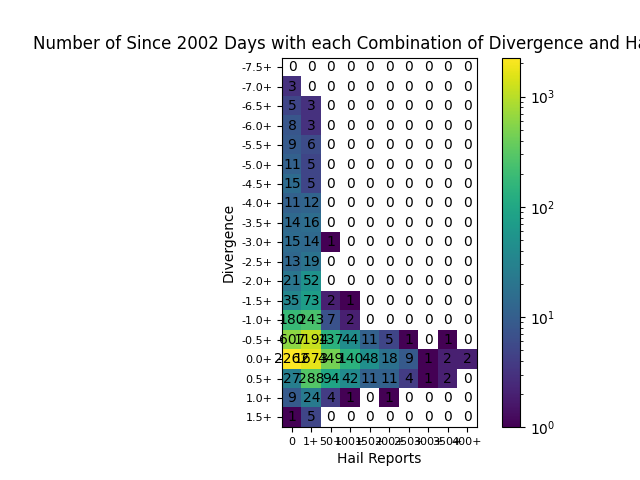 Number of Since 2002 Days with each Combination of Divergence and Ha
-7.5+ 0 0 0 0 0 0 0 0 0 0
-7.0+ 3 0 0 0 0 0 0 0 0 0
-6.5+ 5 3 0 0 0 0 0 0 0 0
-6.0+ 8 3 0 0 0 0 0 0 0 0
-5.5+ 9 6 0 0 0 0 0 0 0 0
-5.0+ 11 5 0 0 0 0 0 0 0 0
-4.5+ 15 5 0 0 0 0 0 0 0 0
-4.0+ 11 12 0 0 0 0 0 0 0 0
-3.5+ 14 16 0 0 0 0 0 0 0 0
-3.0+ 15 14 1 0 0 0 0 0 0 0
-2.5+ 13 19 0 0 0 0 0 0 0 0
-2.0+ 21 52 0 0 0 0 0 0 0 0
-1.5+ 35 73 2 1 0 0 0 0 0 0
-1.0+ 180 243 7 2 0 0 0 0 0 0
-0.5+ 44 11 5 1 0 1 0
0.0+ 140 48 18 9 1 2 2
0.5+ 27 288 94 42 11 11 4 1 2 0
1.0+ 9 24 4 1 0 1 0 0 0 0
1.5+ 1 5 0 0 0 0 0 0 0 0
0 1+ 400+
Hail Reports
Divergence
10³
10²
10¹
10⁰